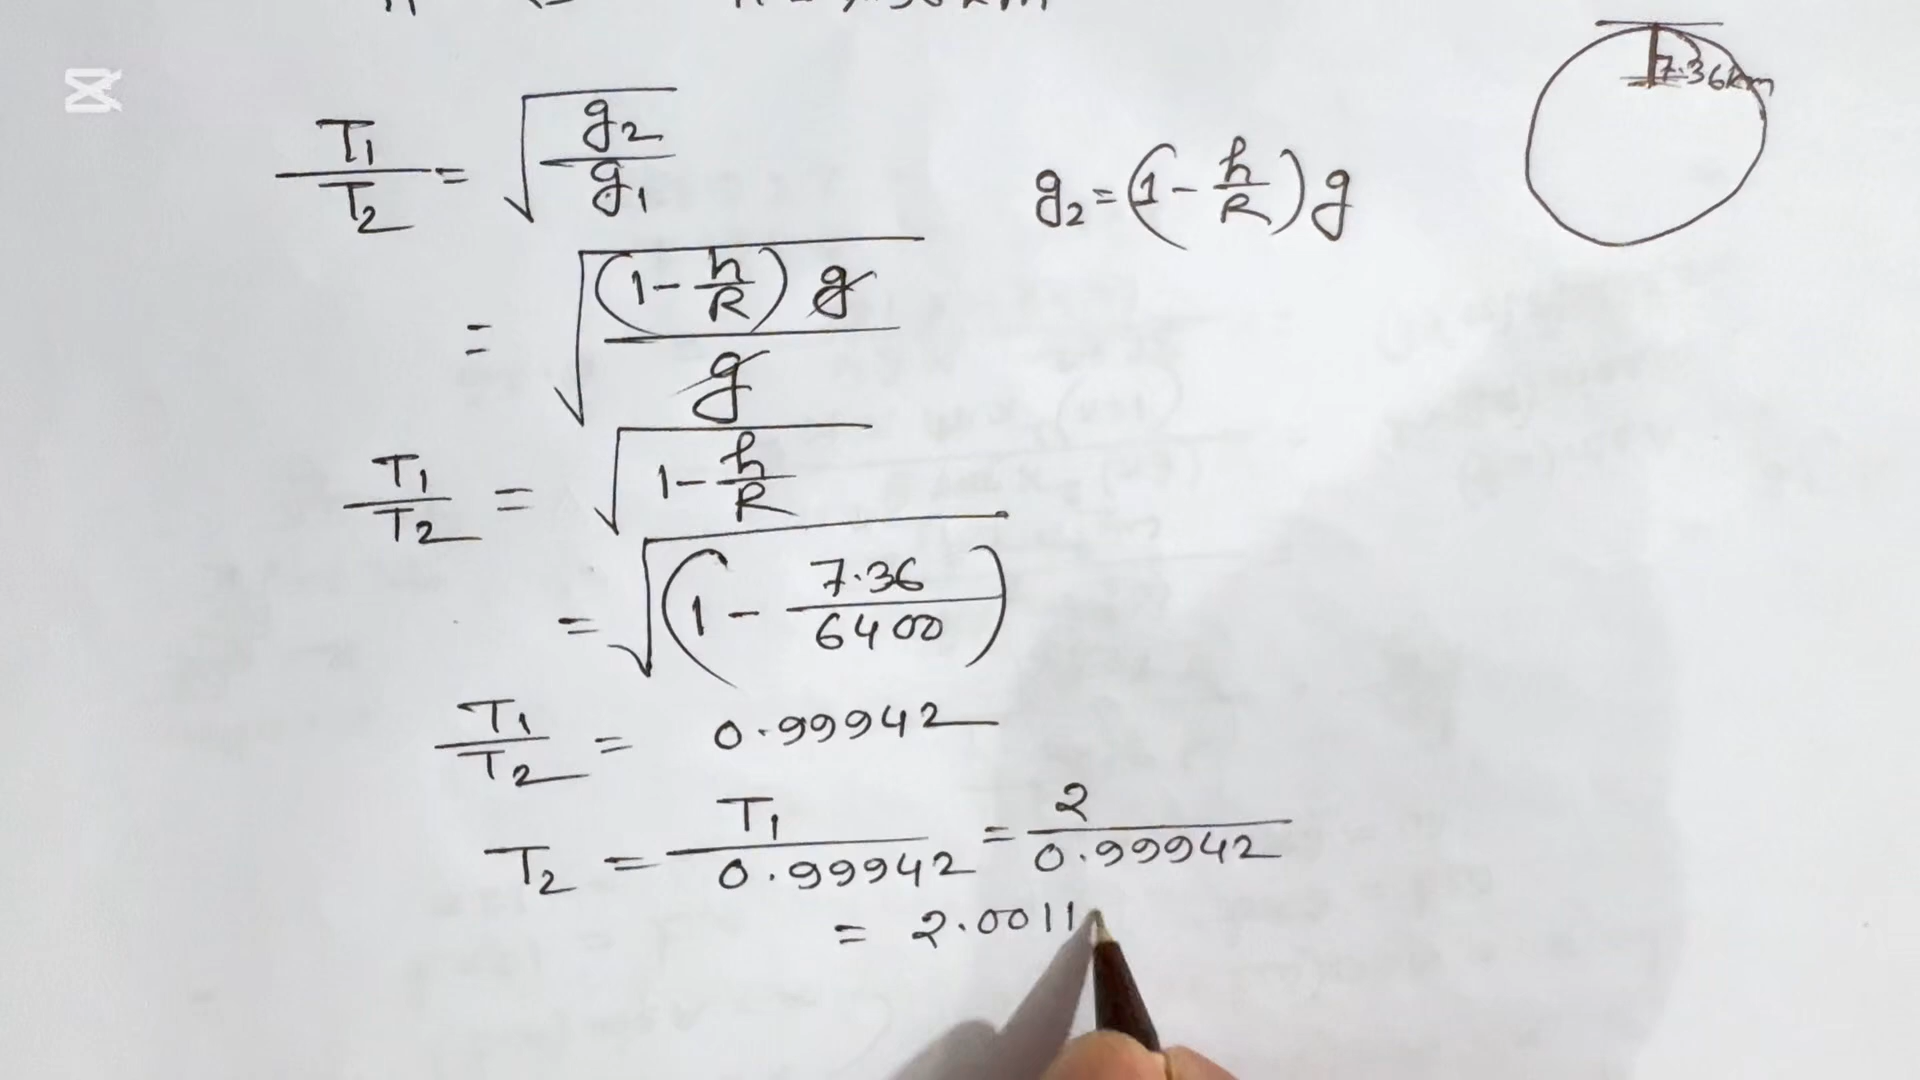 7.36km
T1/T2 = √(g2/g1)
g2 = (1 - h/R) g
= √((1 - h/R) g / g)
T1/T2 = √(1 - h/R)
= √(1 - 7.36/6400)
T1/T2 = 0.99942
T2 = T1/0.99942 = 2/0.99942
= 2.0011